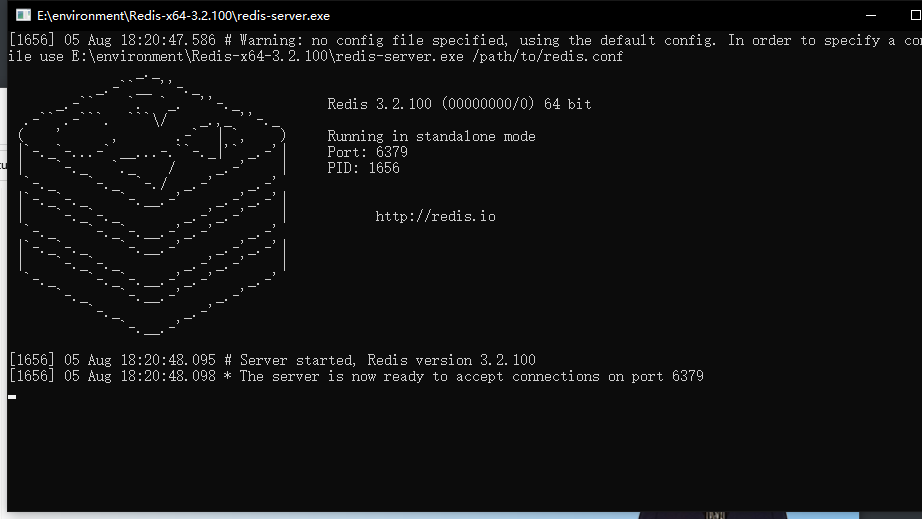 E:\environment\Redis-x64-3.2.100\redis-server.exe
[1656] 05 Aug 18:20:47.586 # Warning: no config file specified, using the default config. In order to specify a
ile use E:\environment\Redis-x64-3.2.100\redis-server.exe /path/to/redis.conf
Redis 3.2.100 (00000000/0) 64 bit
Running in standalone mode
Port: 6379
PID: 1656
http://redis.io
[1656] 05 Aug 18:20:48.095 # Server started, Redis version 3.2.100
[1656] 05 Aug 18:20:48.098 * The server is now ready to accept connections on port 6379